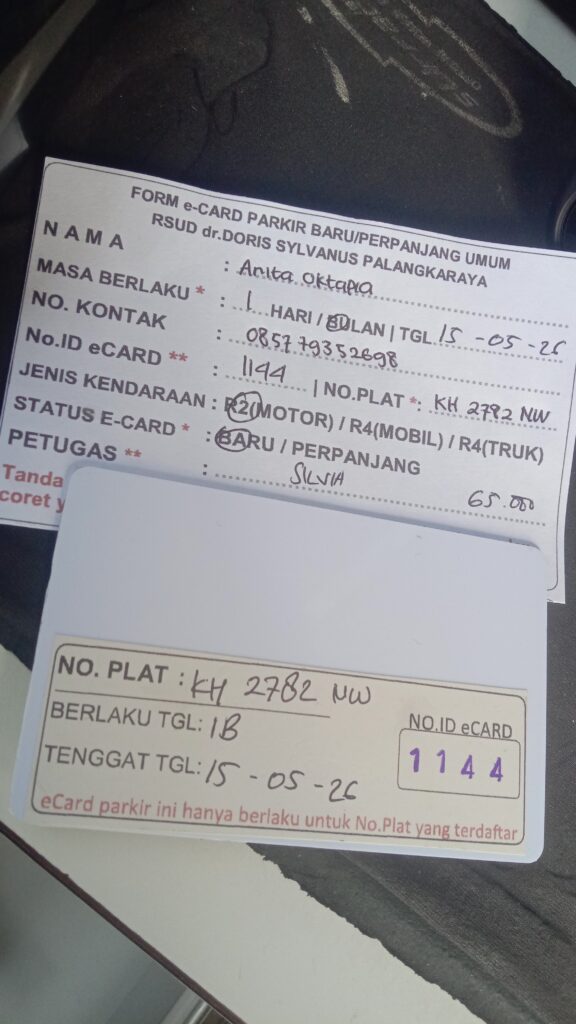 FORM e-CARD PARKIR BARU/PERPANJANG UMUM
RSUD dr.DORIS SYLVANUS PALANGKARAYA
NAMA : Anita Oktapia
MASA BERLAKU * : 1 HARI / BULAN | TGL 15 -05-26
NO. KONTAK : 085779352698
No.ID eCARD ** : 1144 | NO.PLAT *: KH 2782 NW
JENIS KENDARAAN : R2(MOTOR) / R4(MOBIL) / R4(TRUK)
STATUS E-CARD * : BARU / PERPANJANG
PETUGAS ** : SILVIA 65.000
Tanda
coret
NO. PLAT : KH 2782 NW
BERLAKU TGL: 1B
TENGGAT TGL: 15 - 05 - 26
NO.ID eCARD
1144
eCard parkir ini hanya berlaku untuk No.Plat yang terdaftar